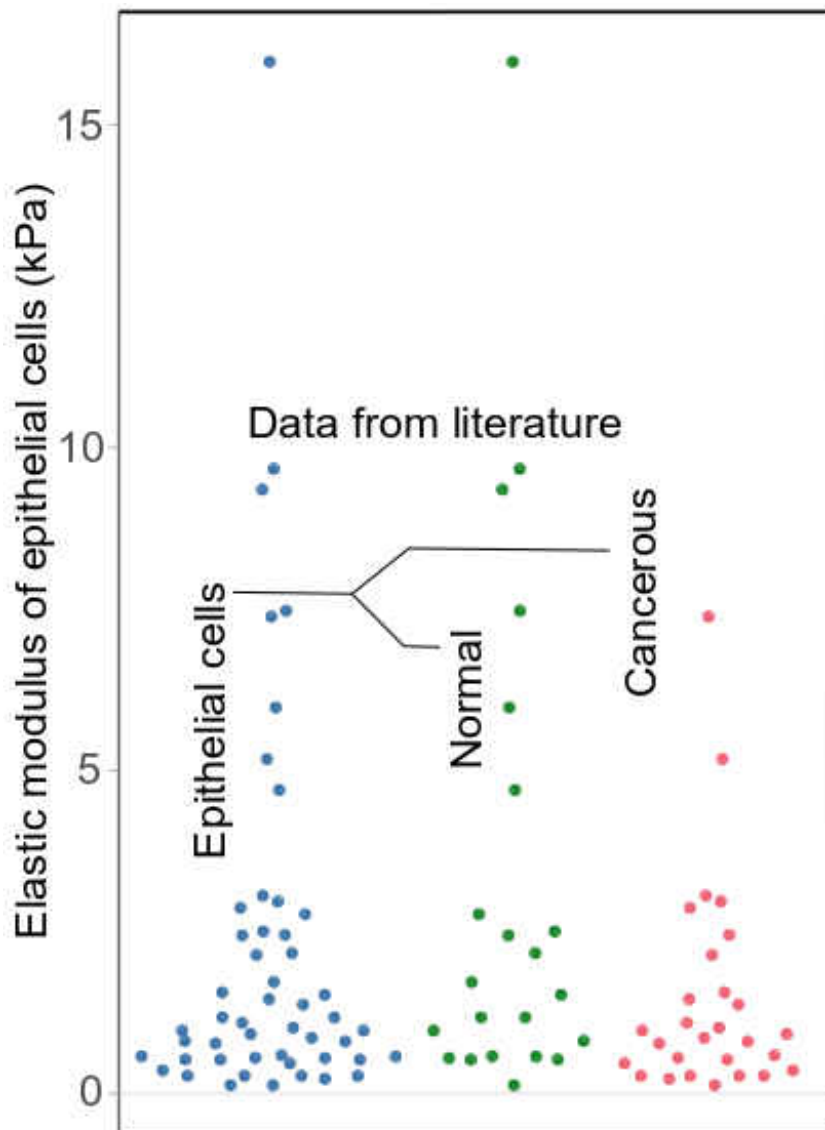 Elastic modulus of epithelial cells (kPa)
15
10
5
0
Data from literature
Epithelial cells
Normal
Cancerous